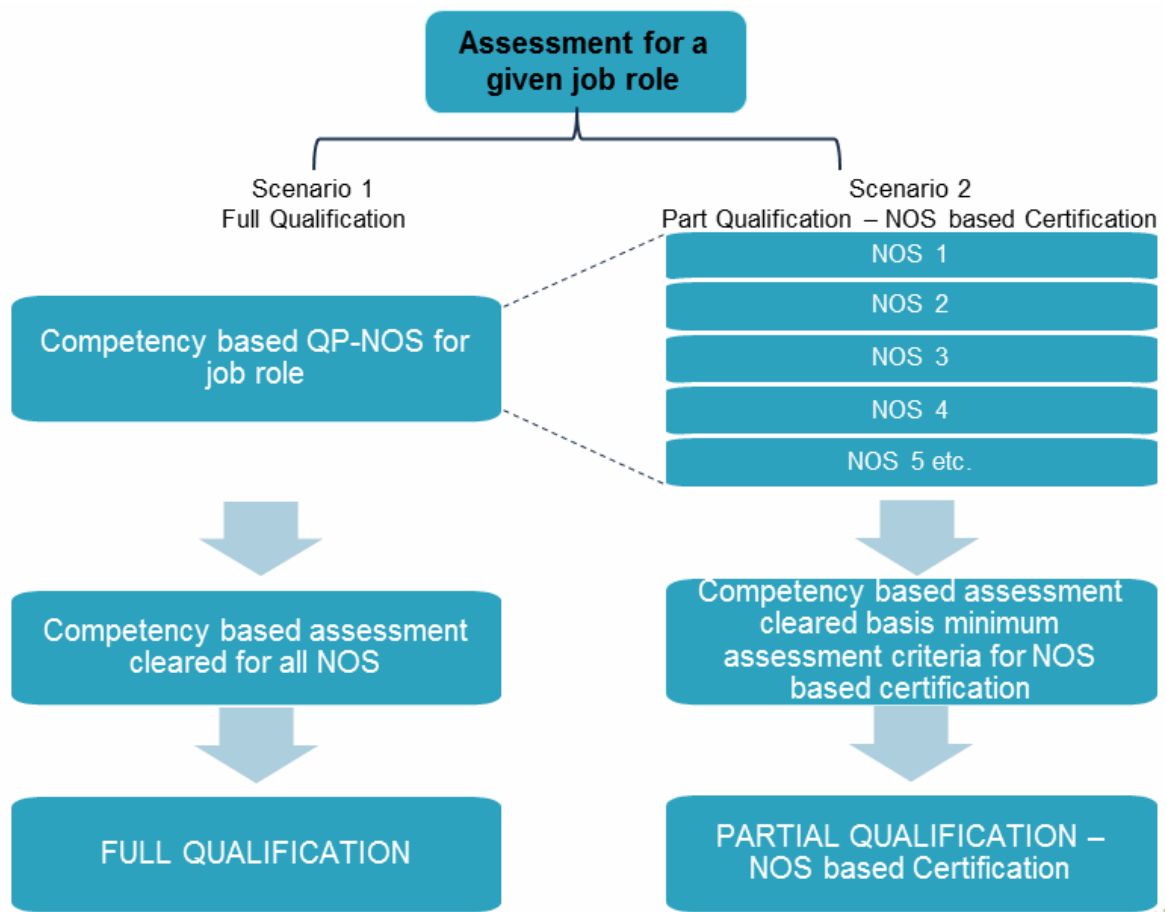 Assessment for a
given job role
Scenario 1
Full Qualification
Scenario 2
Part Qualification – NOS based Certification
Competency based QP-NOS for
job role
NOS 1
NOS 2
NOS 3
NOS 4
NOS 5 etc.
Competency based assessment
cleared for all NOS
Competency based assessment
cleared basis minimum
assessment criteria for NOS
based certification
FULL QUALIFICATION
PARTIAL QUALIFICATION –
NOS based Certification